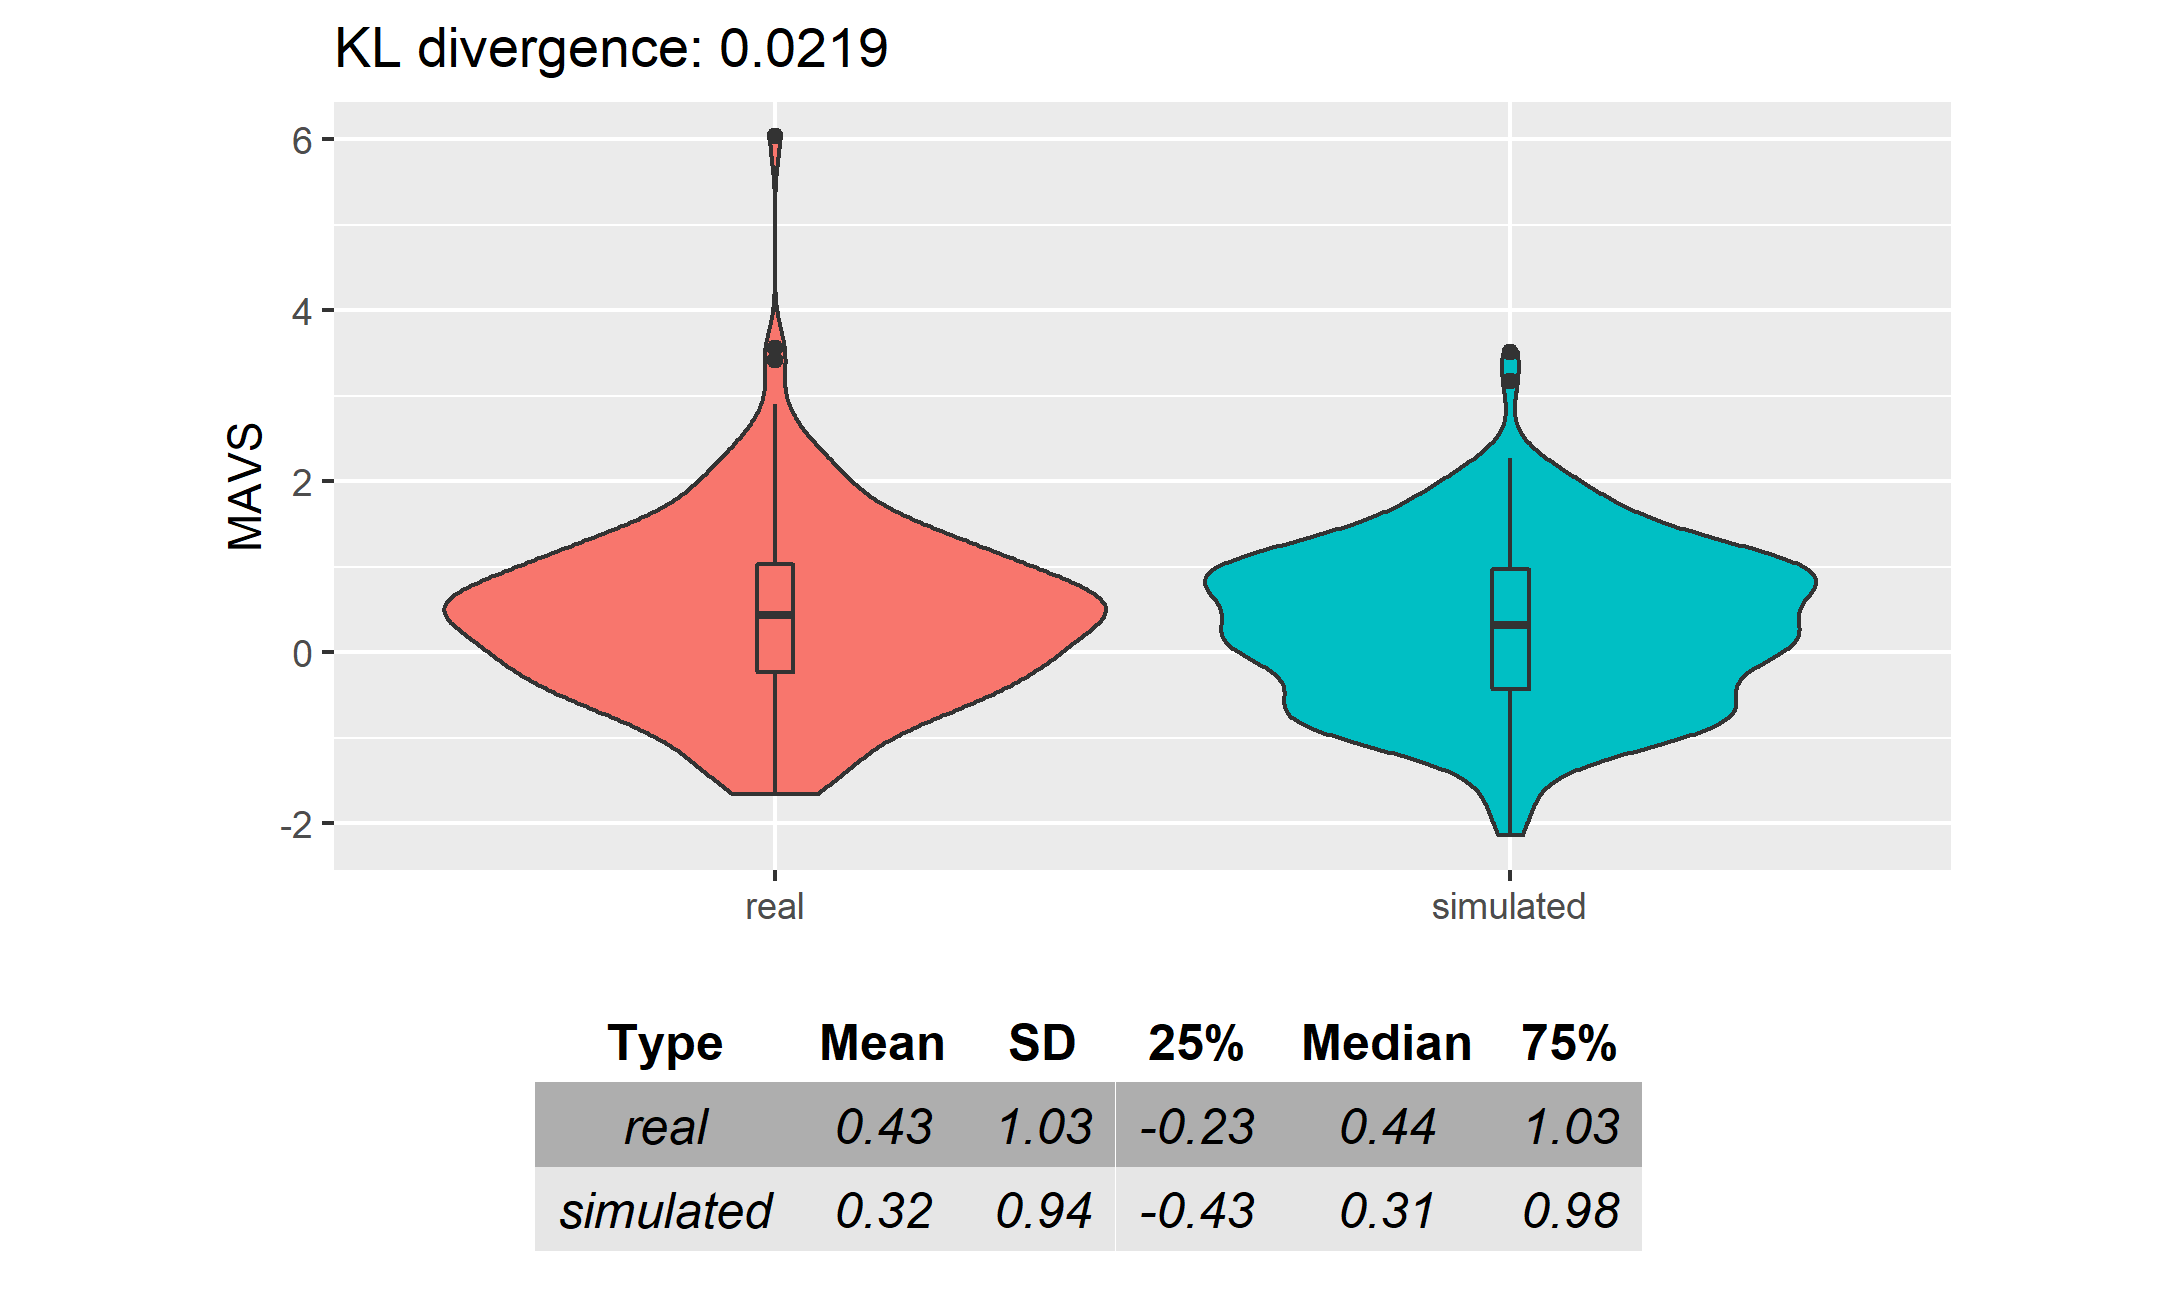 KL divergence: 0.0219
6
4
2
0
-2
MAVS
real simulated
Type Mean SD 25% Median 75%
real 0.43 1.03 -0.23 0.44 1.03
simulated 0.32 0.94 -0.43 0.31 0.98